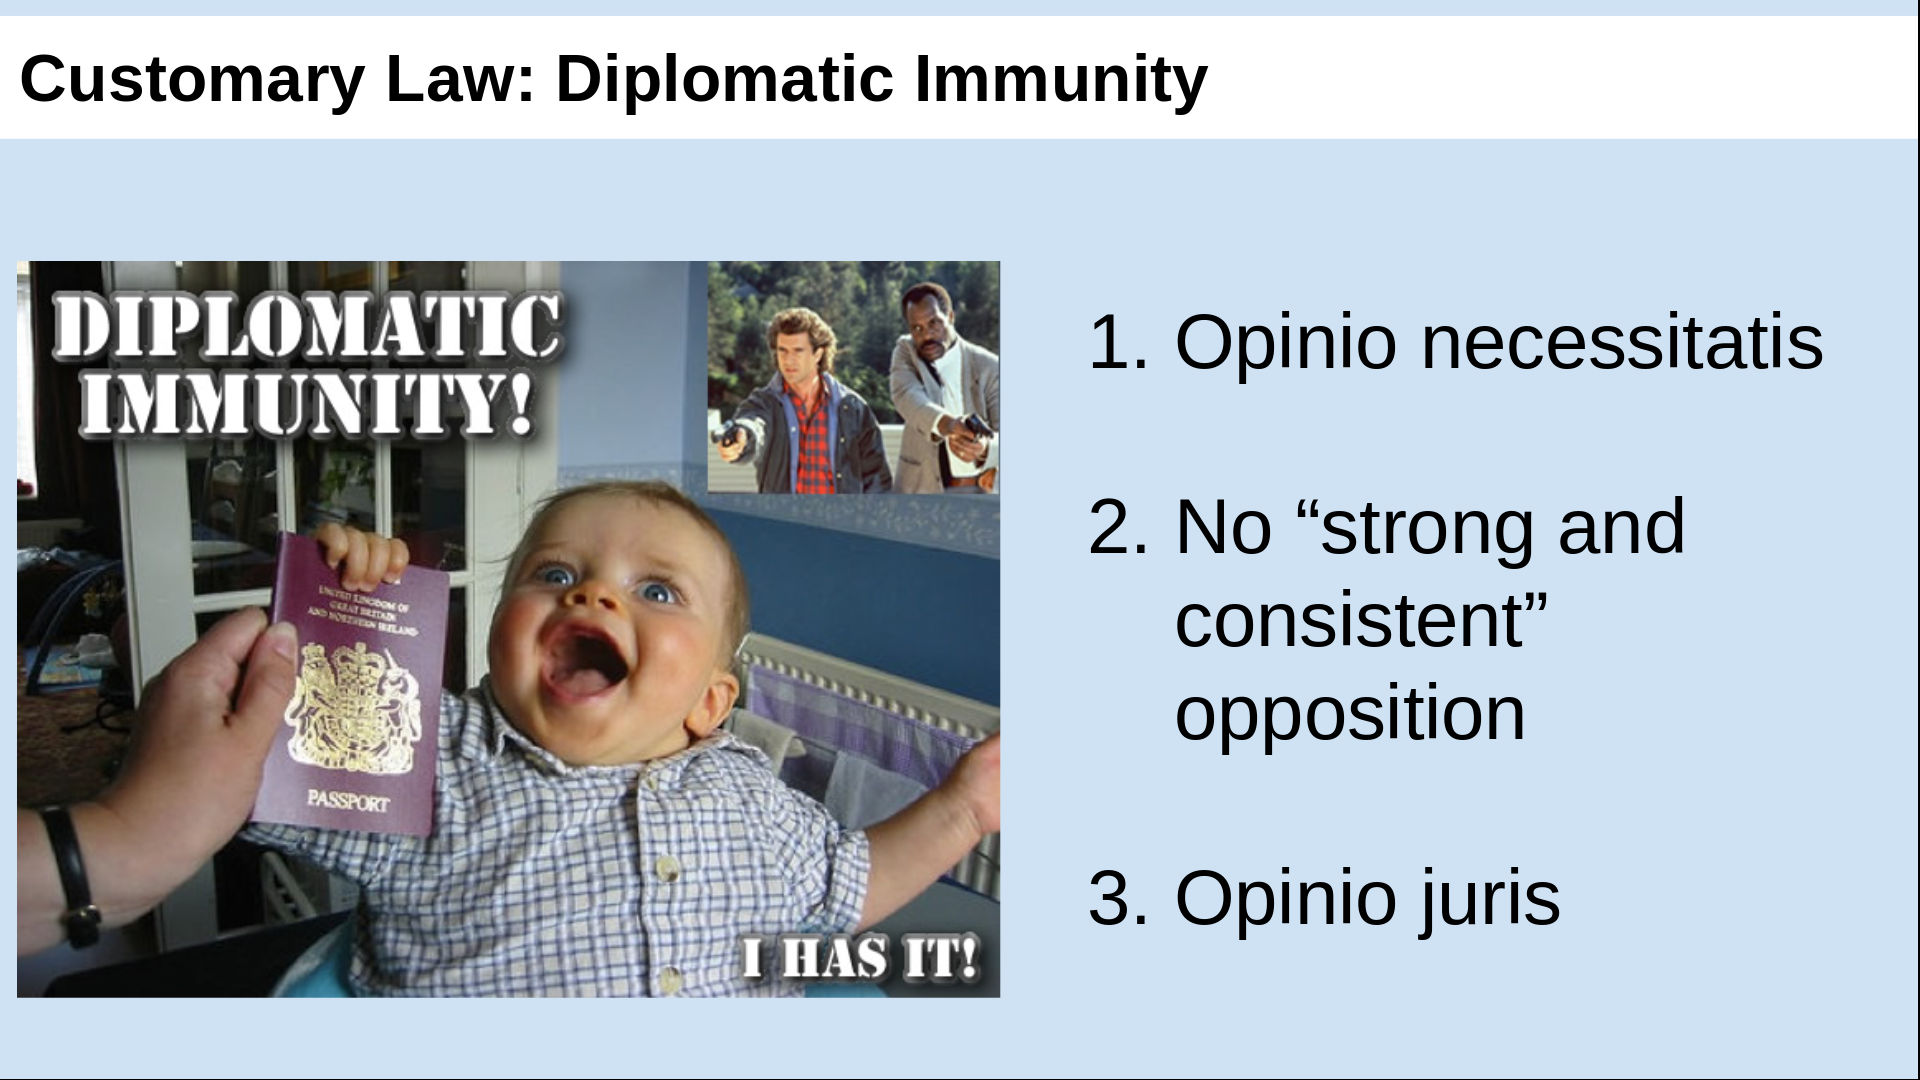 Customary Law: Diplomatic Immunity
DIPLOMATIC
IMMUNITY!
UNITED KINGDOM OF
GREAT BRITAIN
AND NORTHERN IRELAND
PASSPORT
I HAS IT!
1. Opinio necessitatis
2. No “strong and
consistent”
opposition
3. Opinio juris